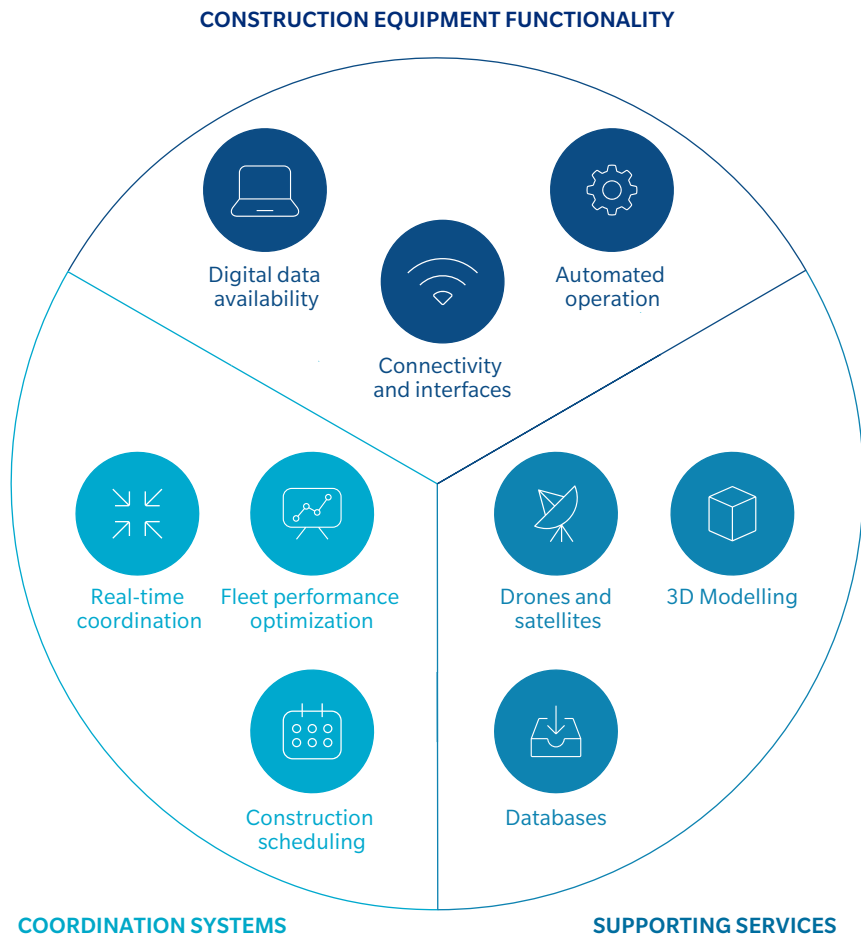 CONSTRUCTION EQUIPMENT FUNCTIONALITY
Digital data
availability
Automated
operation
Connectivity
and interfaces
Real-time
coordination
Fleet performance
optimization
Drones and
satellites
3D Modelling
Construction
scheduling
Databases
COORDINATION SYSTEMS
SUPPORTING SERVICES